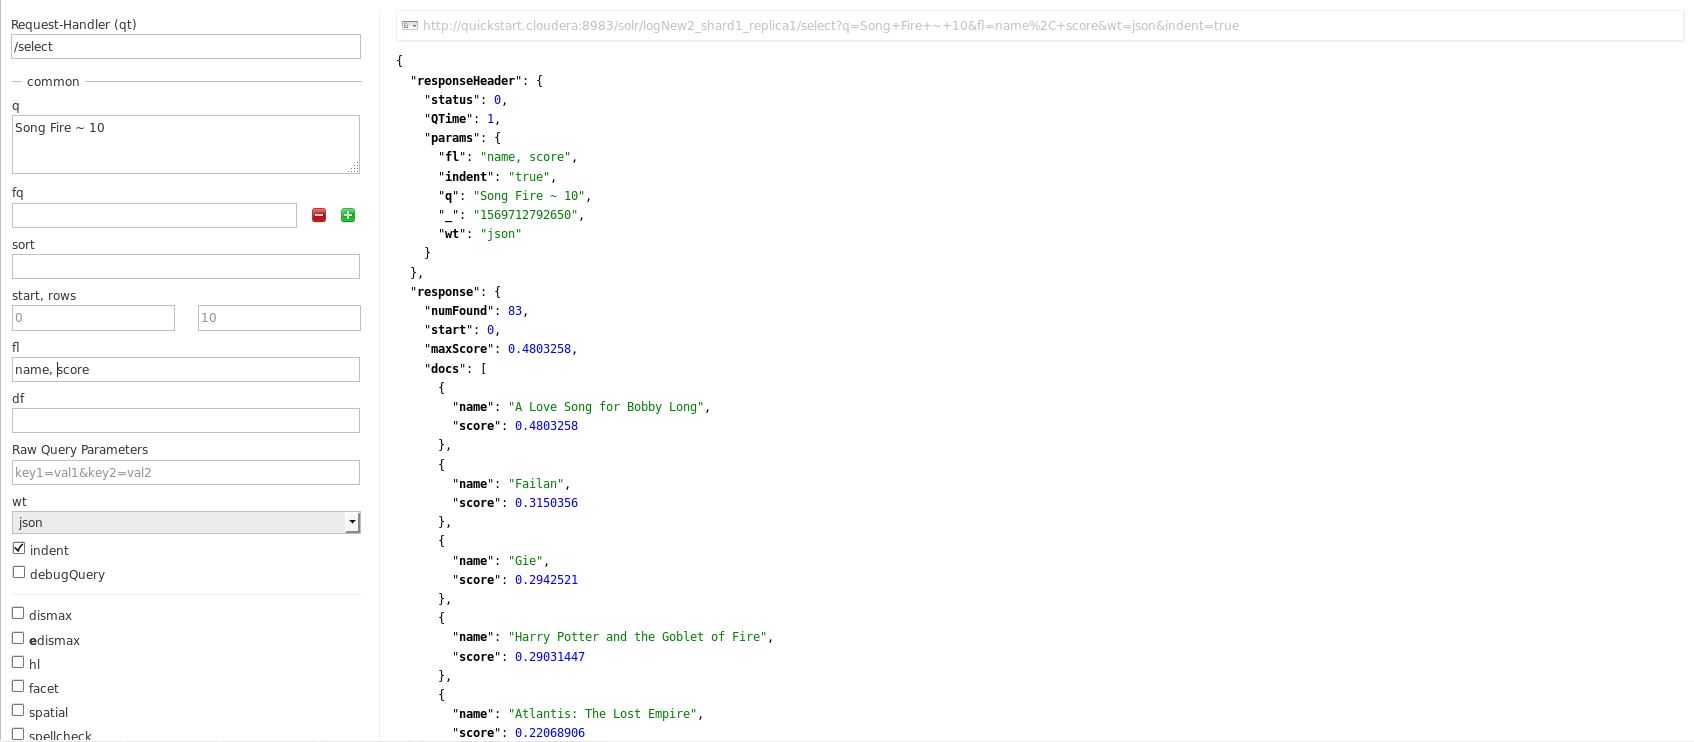 Request-Handler (qt)
/select
common
q
Song Fire ~ 10
fq
sort
start, rows
0 10
fl
name, score
df
Raw Query Parameters
key1=val1&key2=val2
wt
json
indent
debugQuery
dismax
edismax
hl
facet
spatial
spellcheck
http://quickstart.cloudera:8983/solr/logNew2_shard1_replica1/select?q=Song+Fire+~+10&fl=name%2C+score&wt=json&indent=true
{
"responseHeader": {
"status": 0,
"QTime": 1,
"params": {
"fl": "name, score",
"indent": "true",
"q": "Song Fire ~ 10",
"_": "1569712792650",
"wt": "json"
}
},
"response": {
"numFound": 83,
"start": 0,
"maxScore": 0.4803258,
"docs": [
{
"name": "A Love Song for Bobby Long",
"score": 0.4803258
},
{
"name": "Failan",
"score": 0.3150356
},
{
"name": "Gie",
"score": 0.2942521
},
{
"name": "Harry Potter and the Goblet of Fire",
"score": 0.29031447
},
{
"name": "Atlantis: The Lost Empire",
"score": 0.22068906